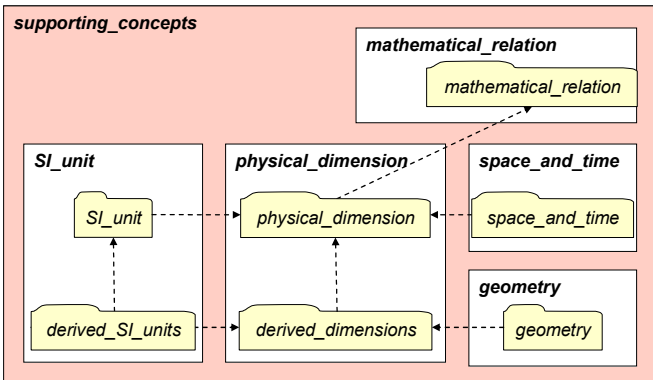 supporting_concepts
mathematical_relation
mathematical_relation
SI_unit
physical_dimension
space_and_time
SI_unit
physical_dimension
space_and_time
geometry
derived_SI_units
derived_dimensions
geometry